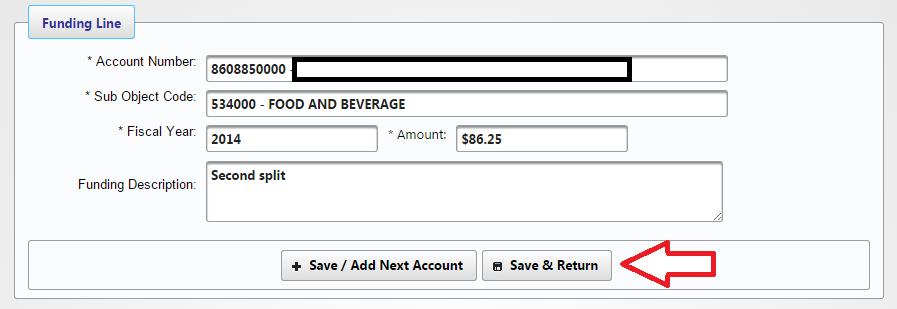 Funding Line
* Account Number: 8608850000 -
* Sub Object Code: 534000 - FOOD AND BEVERAGE
* Fiscal Year: 2014 * Amount: $86.25
Funding Description: Second split
+ Save / Add Next Account Save & Return